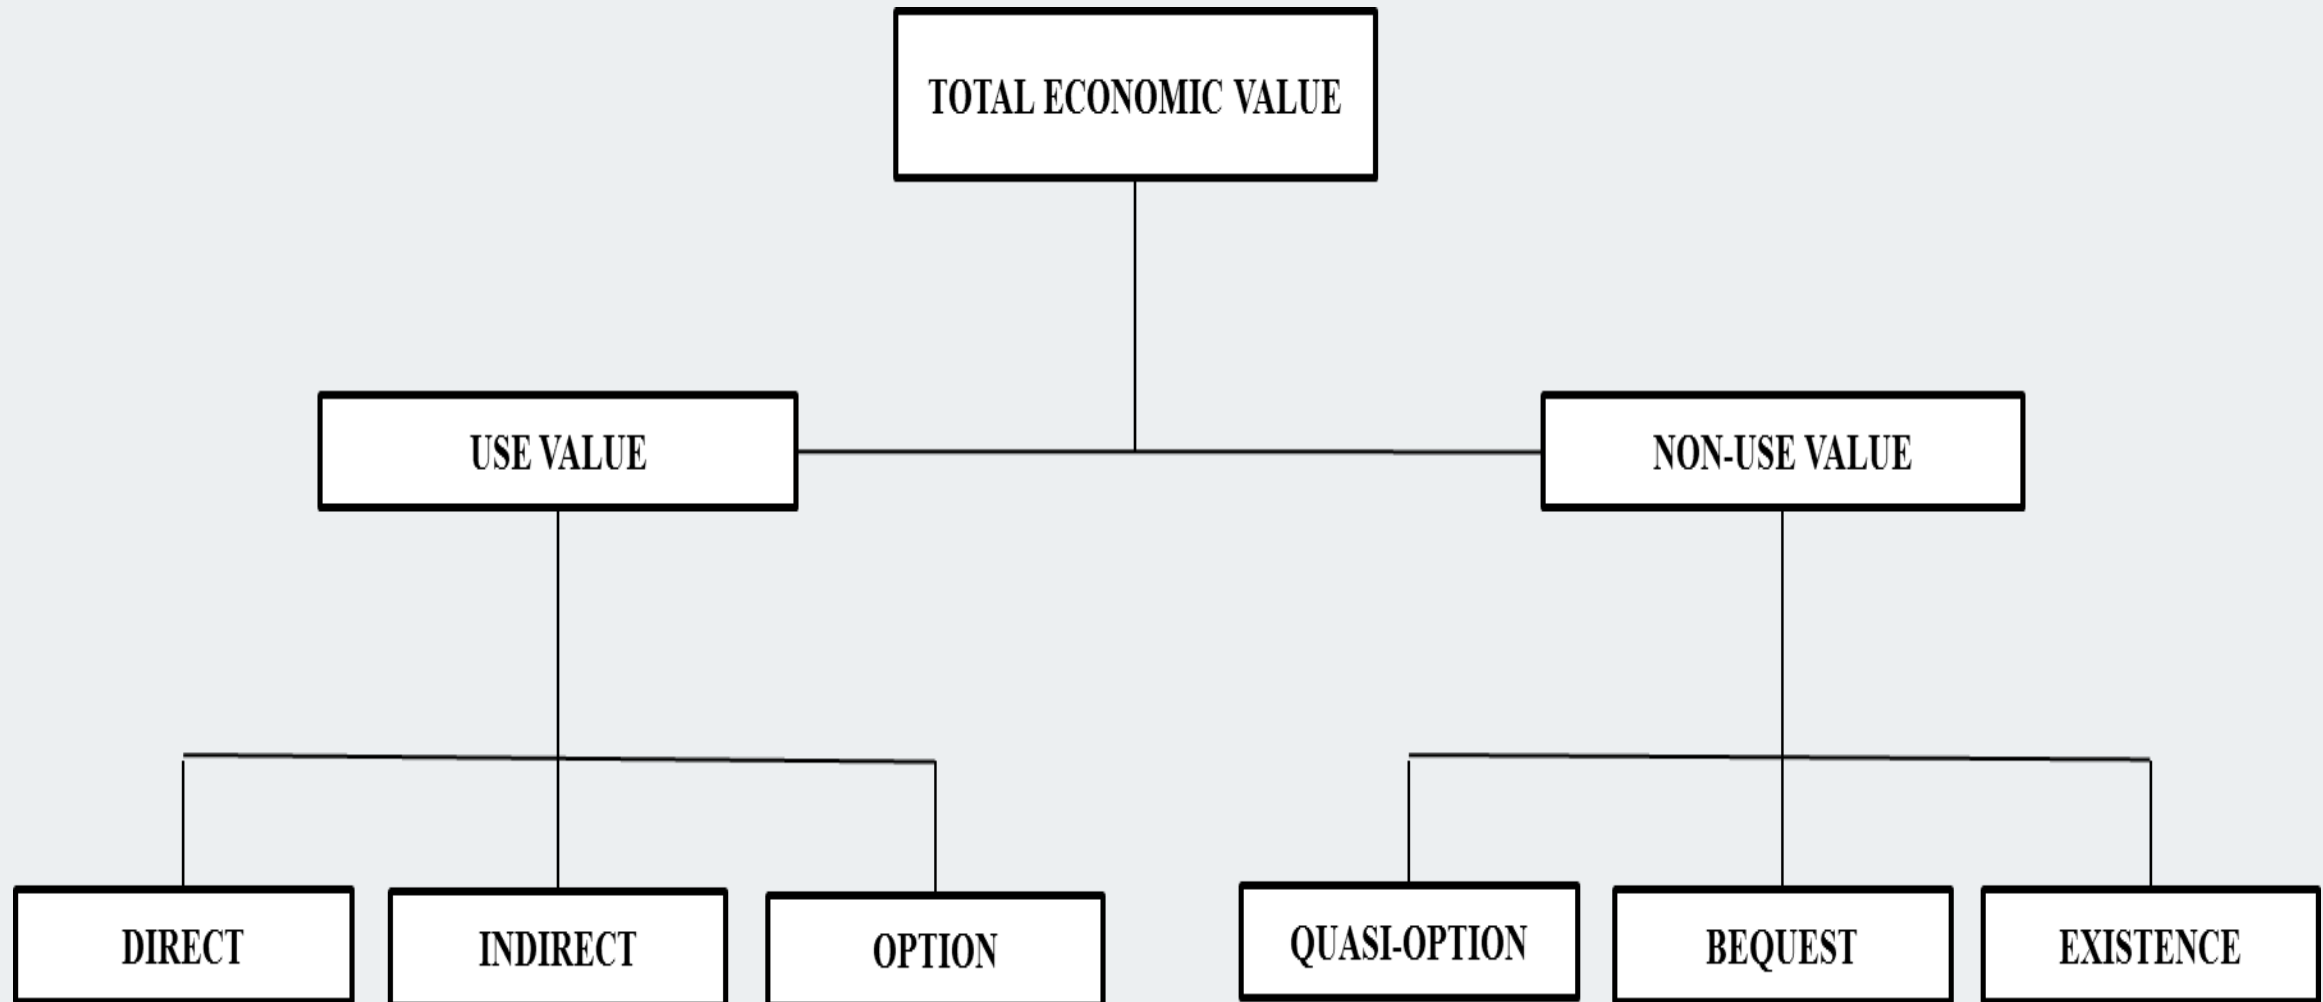 TOTAL ECONOMIC VALUE
USE VALUE
NON-USE VALUE
DIRECT
INDIRECT
OPTION
QUASI-OPTION
BEQUEST
EXISTENCE